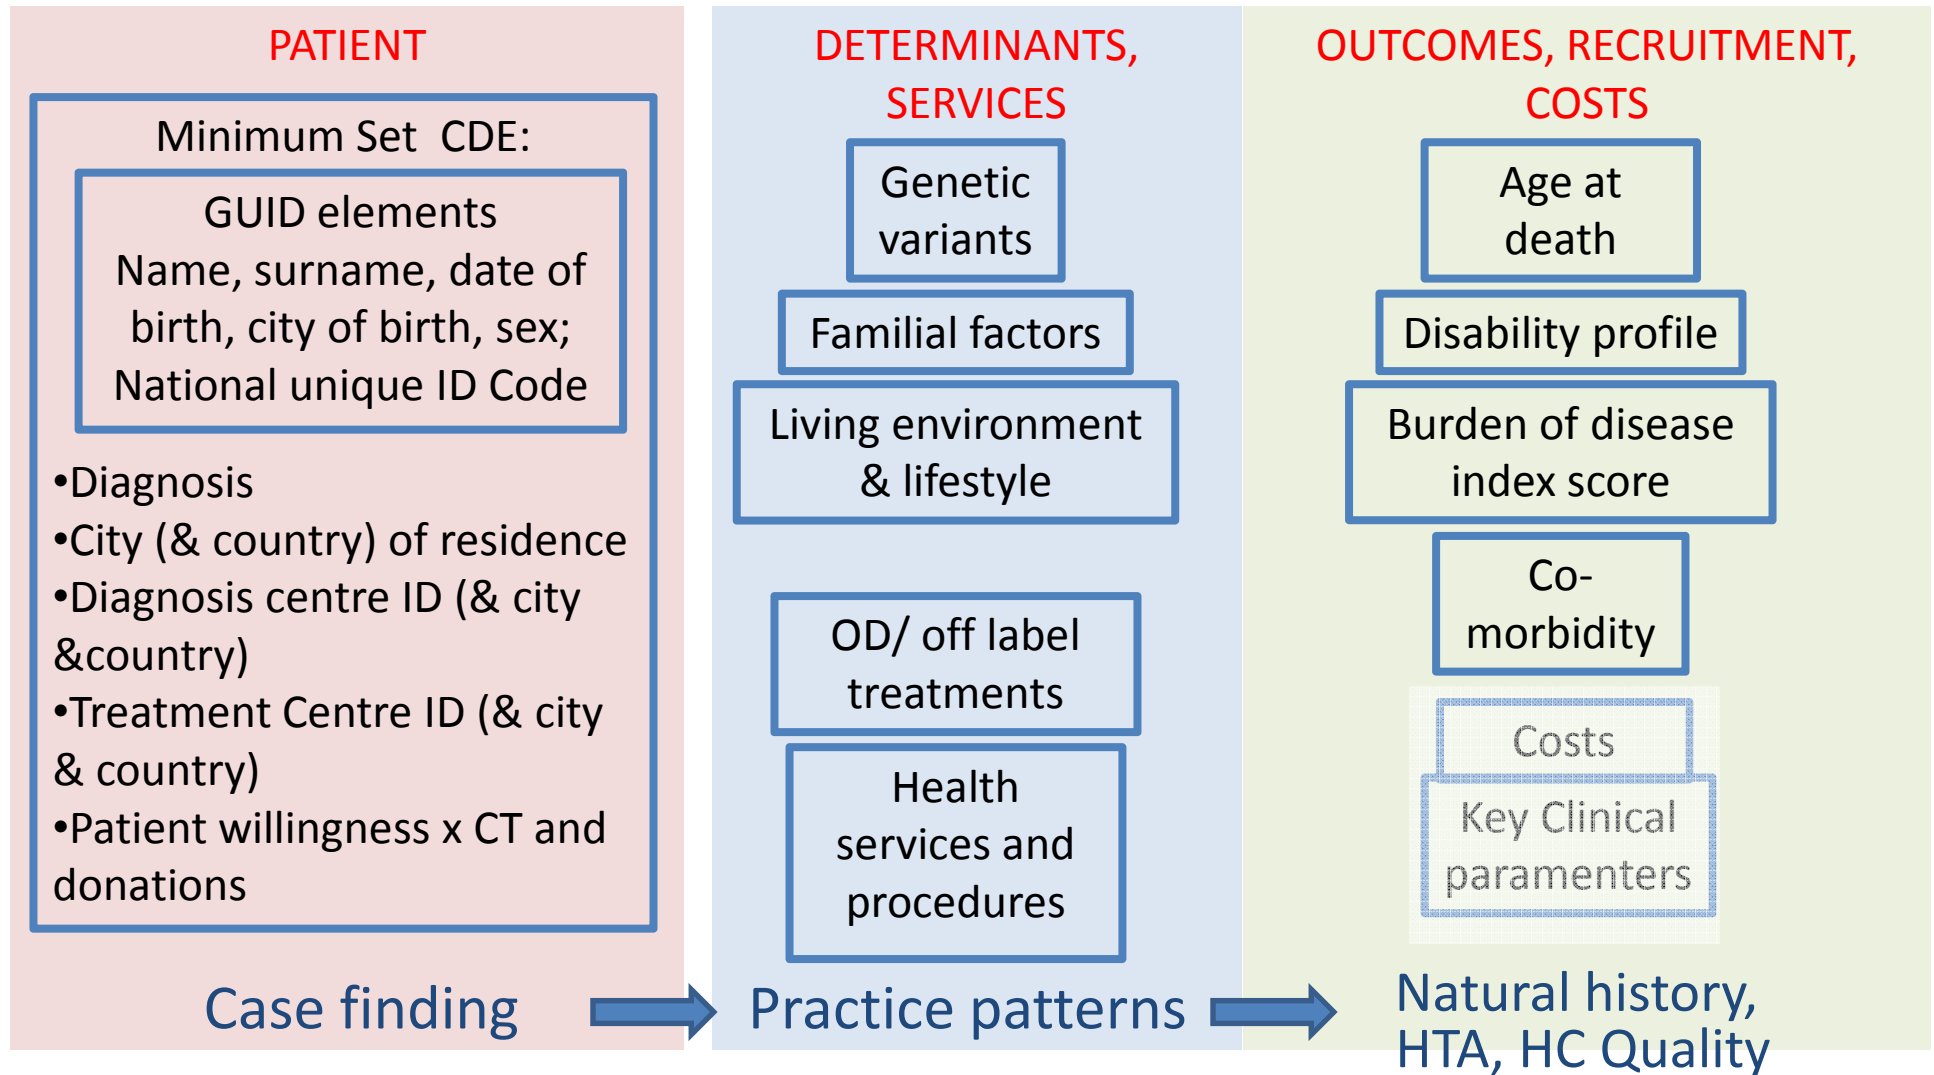 PATIENT
Minimum Set CDE:
GUID elements
Name, surname, date of
birth, city of birth, sex;
National unique ID Code
•Diagnosis
•City (& country) of residence
•Diagnosis centre ID (& city
&country)
•Treatment Centre ID (& city
& country)
•Patient willingness x CT and
donations
Case finding
DETERMINANTS,
SERVICES
Genetic
variants
Familial factors
Living environment
& lifestyle
OD/ off label
treatments
Health
services and
procedures
Practice patterns
OUTCOMES, RECRUITMENT,
COSTS
Age at
death
Disability profile
Burden of disease
index score
Co-
morbidity
Costs
Key Clinical
paramenters
Natural history,
HTA, HC Quality